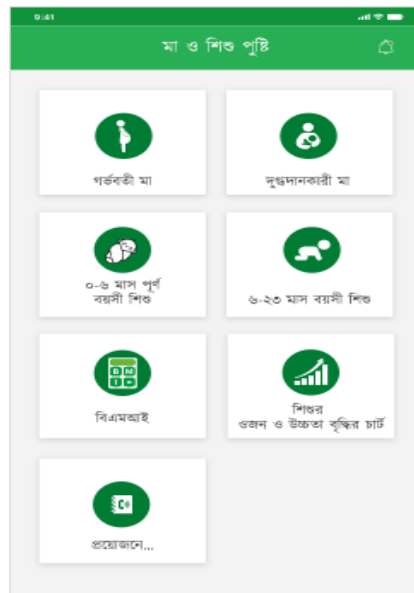 9:41
মা ও শিশু পুষ্টি
গর্ভবতী মা
দুগ্ধদানকারী মা
০-৬ মাস পূর্ণ
বয়সী শিশু
৬-২৩ মাস বয়সী শিশু
B M
I -
বিএমআই
শিশুর
ওজন ও উচ্চতা বৃদ্ধির চার্ট
প্রয়োজনে...